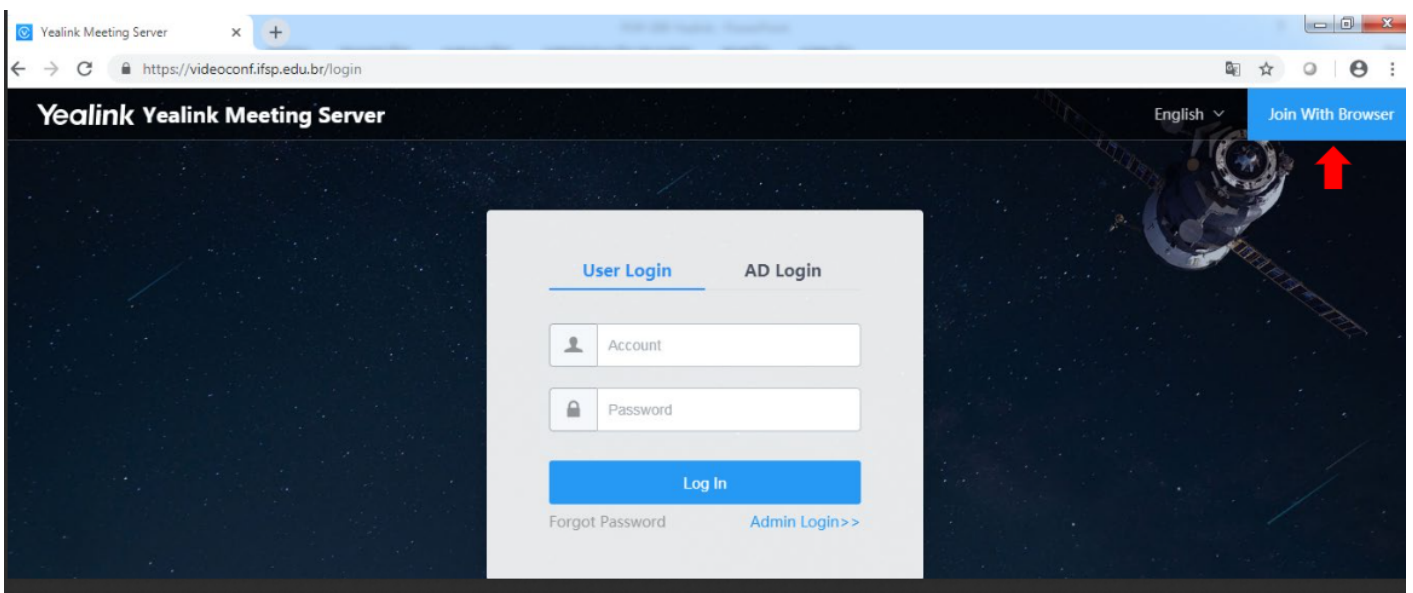 Yealink Meeting Server
https://videoconf.ifsp.edu.br/login
Yealink Yealink Meeting Server
English
Join With Browser
User Login
AD Login
Account
Password
Log In
Forgot Password
Admin Login>>